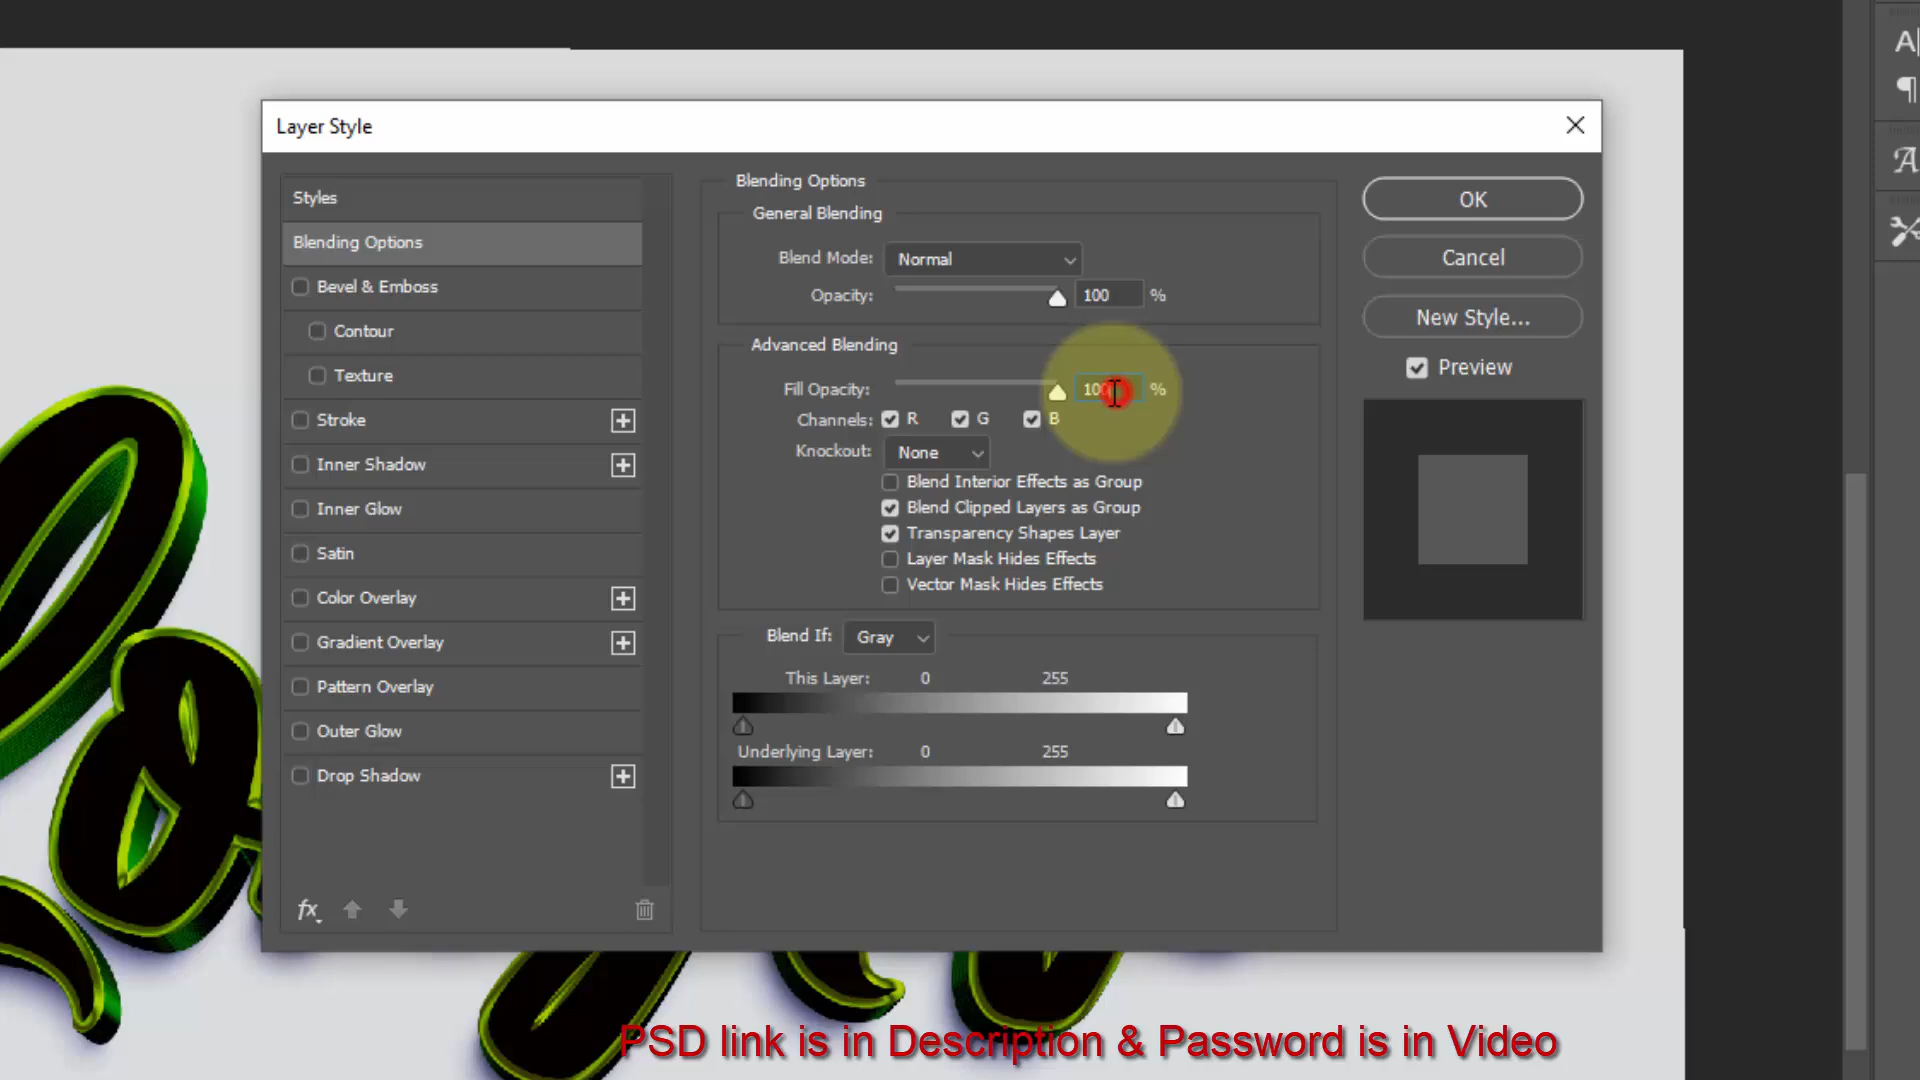 Layer Style
Styles
Blending Options
Bevel & Emboss
Contour
Texture
Stroke
Inner Shadow
Inner Glow
Satin
Color Overlay
Gradient Overlay
Pattern Overlay
Outer Glow
Drop Shadow
fx
Blending Options
General Blending
Blend Mode: Normal
Opacity: 100 %
Advanced Blending
Fill Opacity: 100 %
Channels: R G B
Knockout: None
Blend Interior Effects as Group
Blend Clipped Layers as Group
Transparency Shapes Layer
Layer Mask Hides Effects
Vector Mask Hides Effects
Blend If: Gray
This Layer: 0 255
Underlying Layer: 0 255
OK
Cancel
New Style...
Preview
PSD link is in Description & Password is in Video